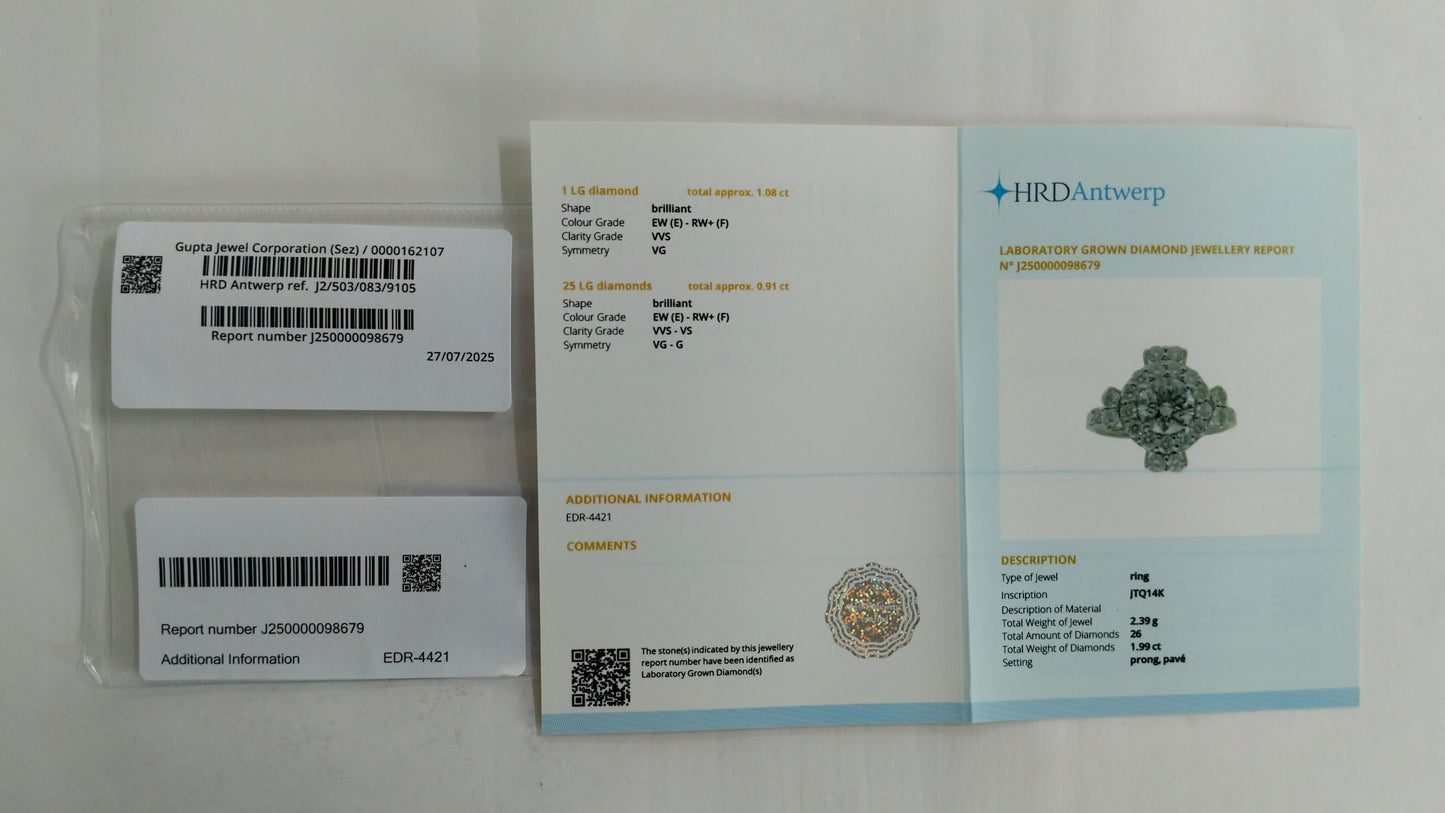 Gupta Jewel Corporation (Sez) / 0000162107
HRD Antwerp ref. J2/503/083/9105
Report number J250000098679
27/07/2025
Report number J250000098679
Additional Information EDR-4421
1 LG diamond total approx. 1.08 ct
Shape brilliant
Colour Grade EW (E) - RW+ (F)
Clarity Grade VVS
Symmetry VG
25 LG diamonds total approx. 0.91 ct
Shape brilliant
Colour Grade EW (E) - RW+ (F)
Clarity Grade VVS - VS
Symmetry VG - G
ADDITIONAL INFORMATION
EDR-4421
COMMENTS
The stone(s) indicated by this jewellery
report number have been identified as
Laboratory Grown Diamond(s)
HRDAntwerp
LABORATORY GROWN DIAMOND JEWELLERY REPORT
N° J250000098679
DESCRIPTION
Type of Jewel ring
Inscription JTQ14K
Description of Material
Total Weight of Jewel 2.39 g
Total Amount of Diamonds 26
Total Weight of Diamonds 1.99 ct
Setting prong, pavé